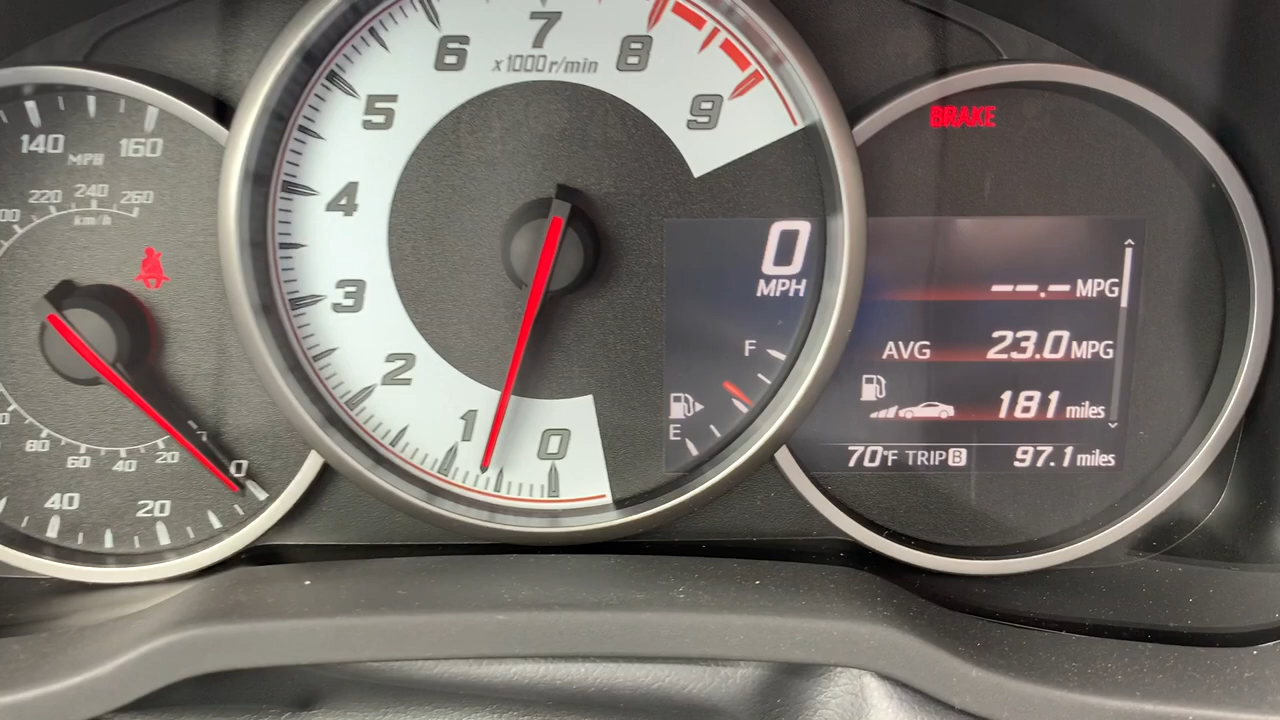 140
MPH
160
00
220
240
260
km/h
80
60
40
20
0
40
20
0
1
2
3
4
5
6
7
8
9
x1000r/min
0
MPH
F
E
BRAKE
--.- MPG
AVG 23.0 MPG
181 miles
70°F TRIP B 97.1 miles